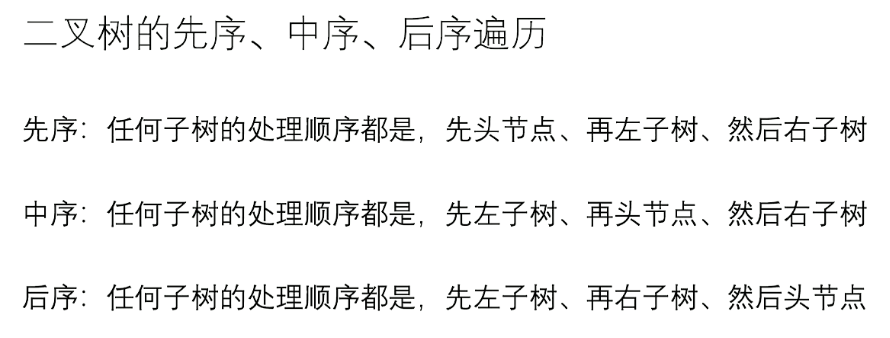 二叉树的先序、中序、后序遍历
先序：任何子树的处理顺序都是，先头节点、再左子树、然后右子树
中序：任何子树的处理顺序都是，先左子树、再头节点、然后右子树
后序：任何子树的处理顺序都是，先左子树、再右子树、然后头节点